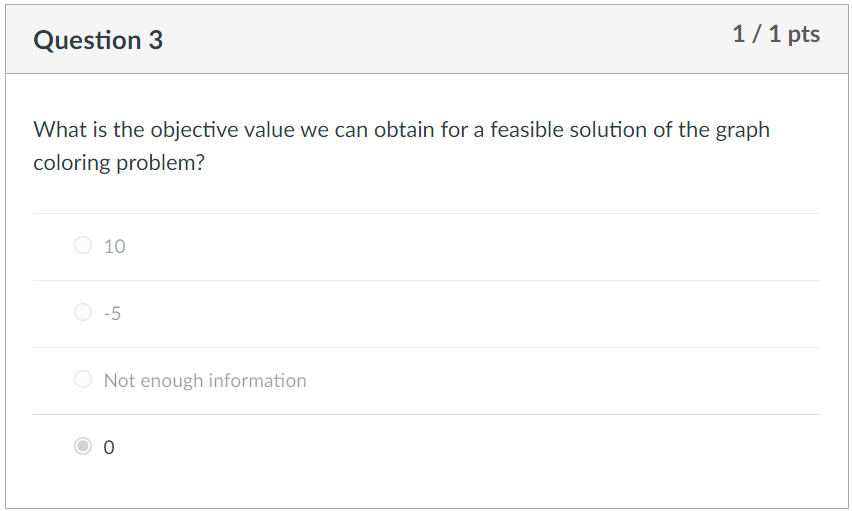 Question 3
1 / 1 pts
What is the objective value we can obtain for a feasible solution of the graph
coloring problem?
10
-5
Not enough information
0